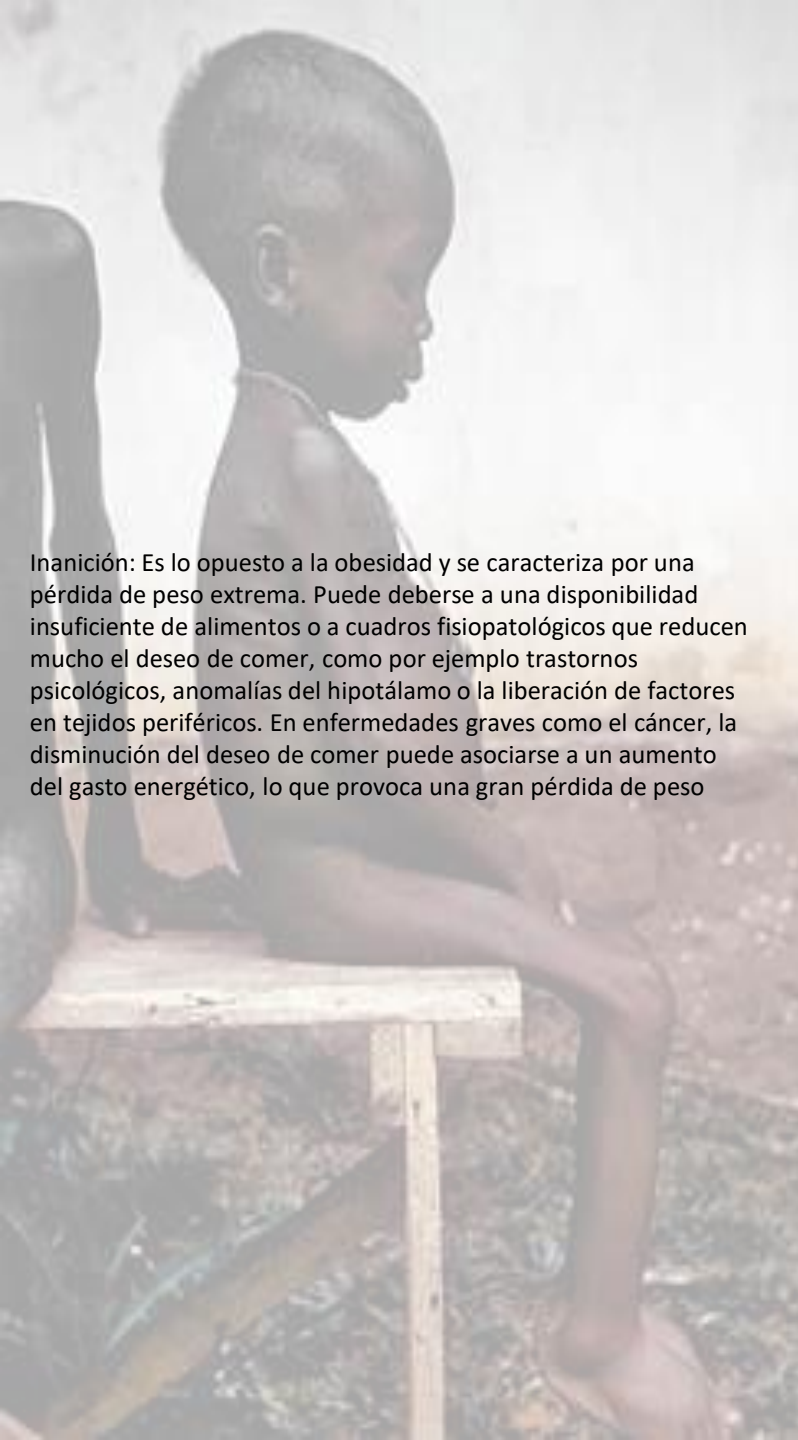 Inanición: Es lo opuesto a la obesidad y se caracteriza por una
pérdida de peso extrema. Puede deberse a una disponibilidad
insuficiente de alimentos o a cuadros fisiopatológicos que reducen
mucho el deseo de comer, como por ejemplo trastornos
psicológicos, anomalías del hipotálamo o la liberación de factores
en tejidos periféricos. En enfermedades graves como el cáncer, la
disminución del deseo de comer puede asociarse a un aumento
del gasto energético, lo que provoca una gran pérdida de peso